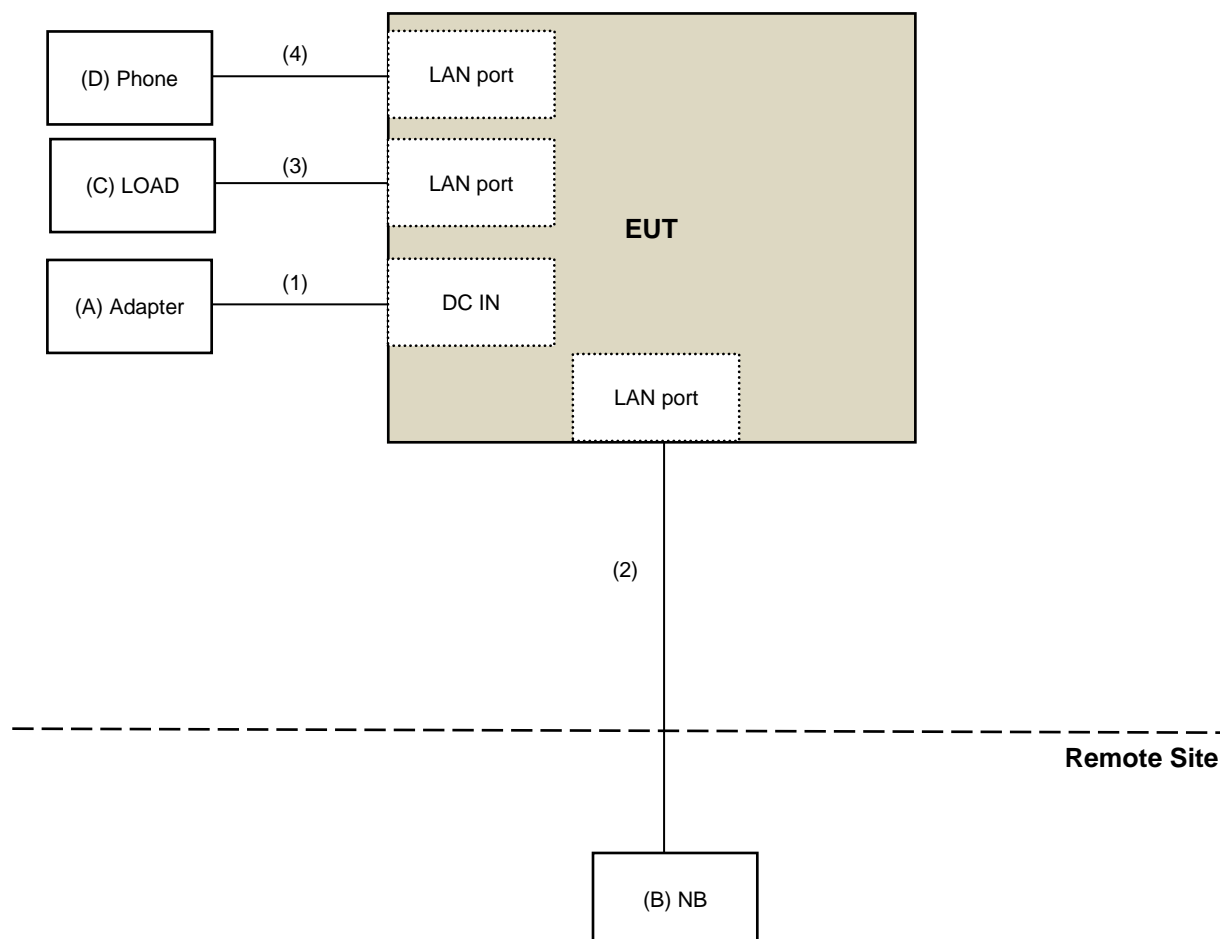 (D) Phone
(4)
LAN port
(C) LOAD
(3)
LAN port
EUT
(A) Adapter
(1)
DC IN
LAN port
(2)
Remote Site
(B) NB